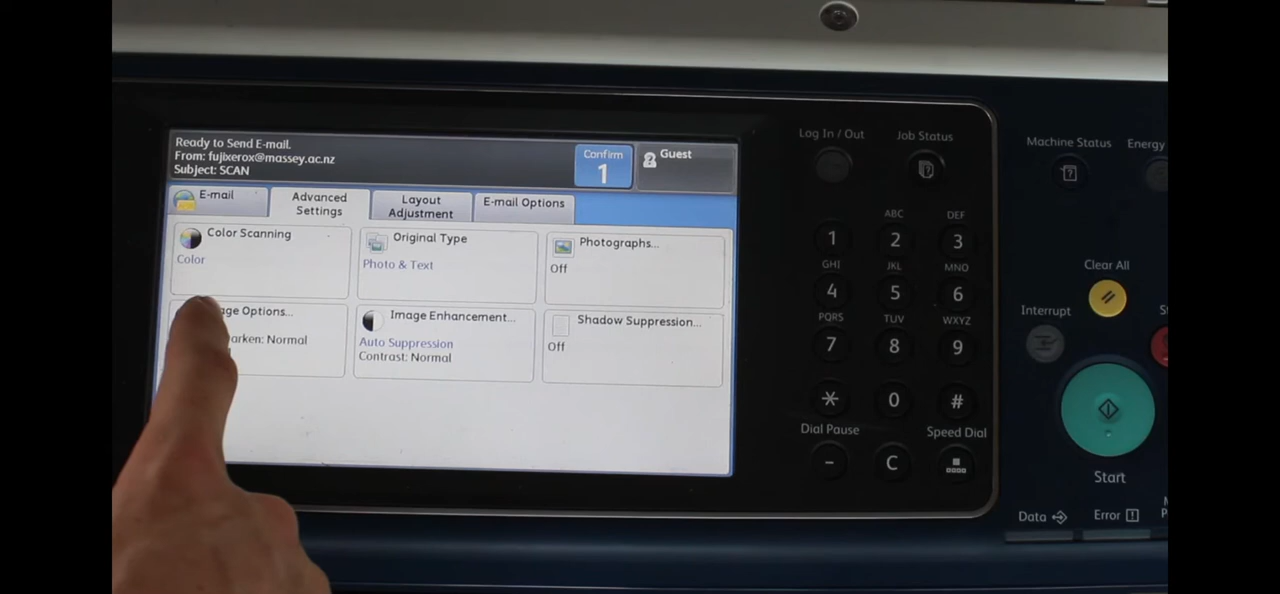 Ready to Send E-mail.
From: fujixerox@massey.ac.nz
Subject: SCAN
Confirm
1
Guest
E-mail
Advanced
Settings
Layout
Adjustment
E-mail Options
Color Scanning
Color
Original Type
Photo & Text
Photographs...
Off
Options...
Normal
Image Enhancement...
Auto Suppression
Contrast: Normal
Shadow Suppression...
Off
Log In / Out
Job Status
Machine Status
Energy
ABC
DEF
1
2
3
GHI
JKL
MNO
4
5
6
PQRS
TUV
WXYZ
7
8
9
*
0
#
Dial Pause
Speed Dial
-
C
Clear All
Interrupt
Start
Data
Error